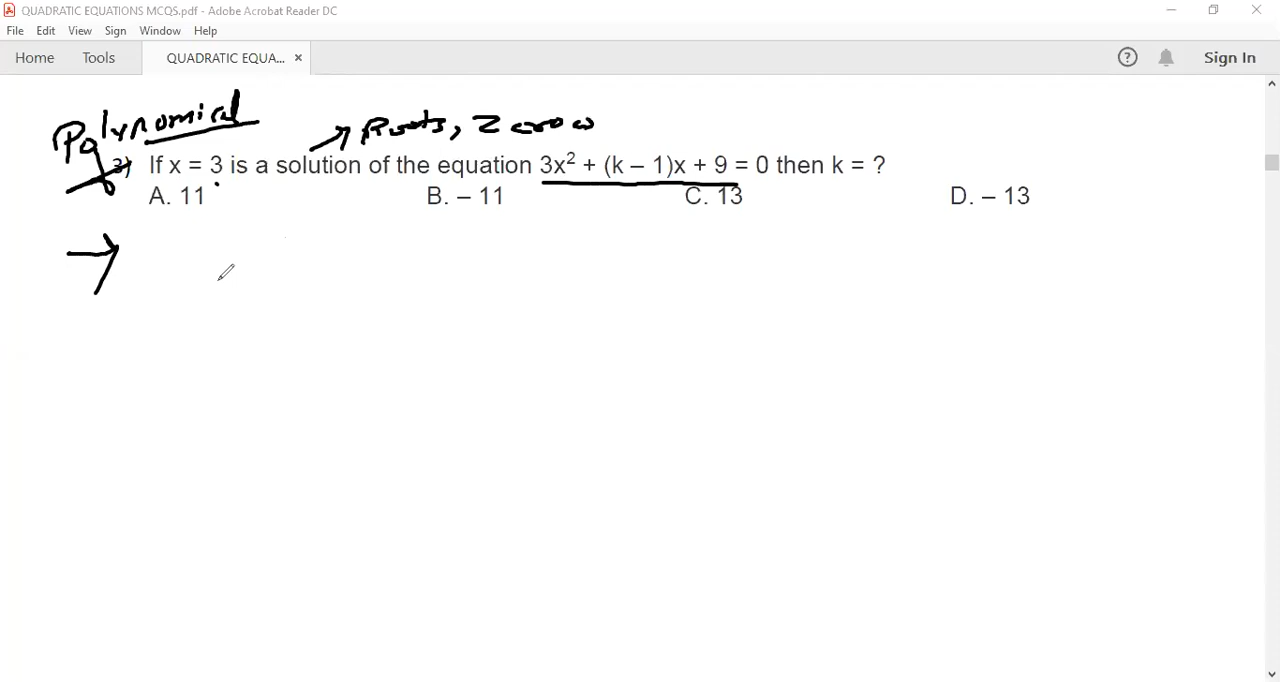 QUADRATIC EQUATIONS MCQS.pdf - Adobe Acrobat Reader DC
File Edit View Sign Window Help
Home Tools QUADRATIC EQUA... × Sign In
Polynomial
→ Roots, Zeroes
3) If x = 3 is a solution of the equation 3x² + (k – 1)x + 9 = 0 then k = ?
A. 11 B. – 11 C. 13 D. – 13